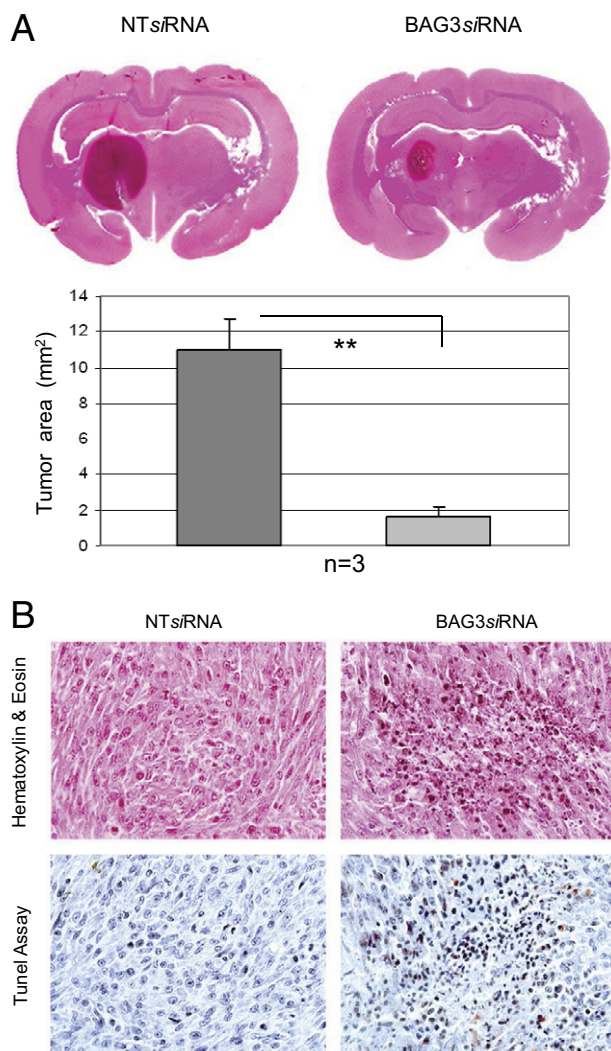 A
NTsiRNA BAG3siRNA
14
12
10
8
6
4
2
0
Tumor area (mm²)
**
n=3
B
NTsiRNA BAG3siRNA
Hematoxylin & Eosin
Tunel Assay